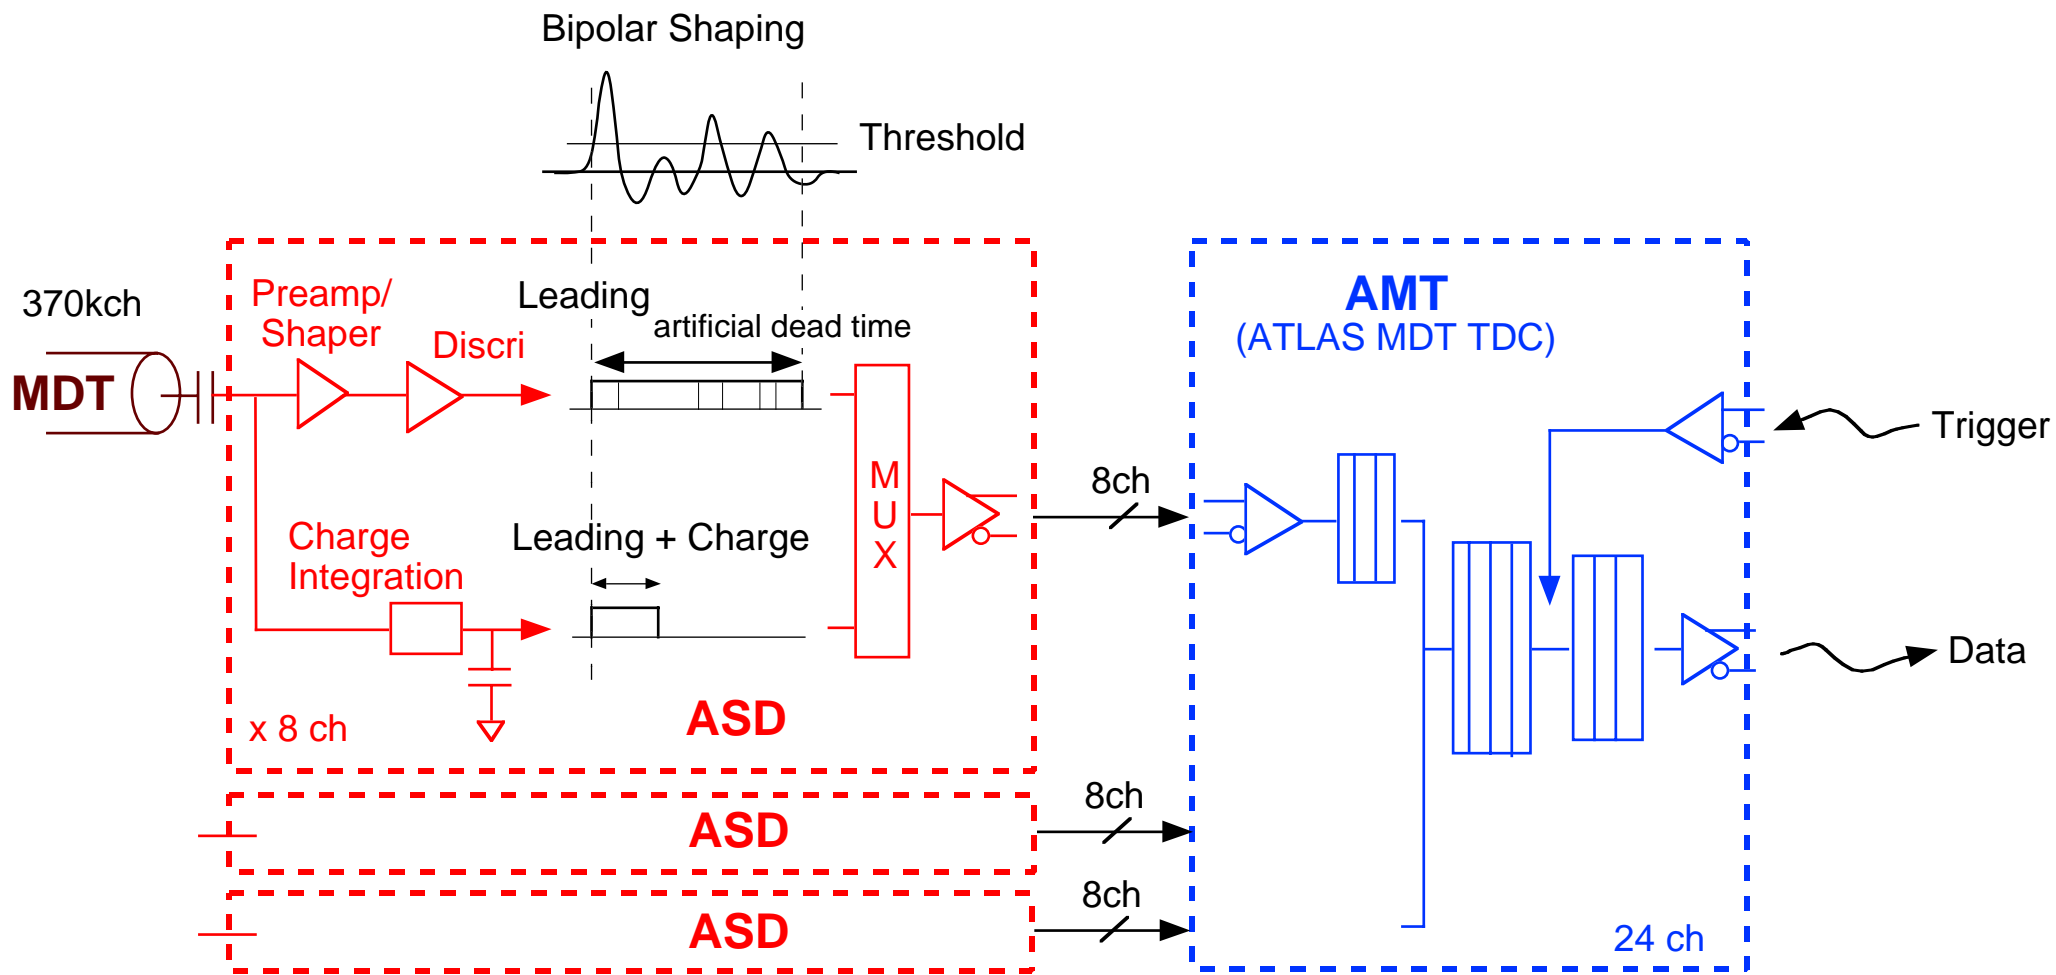 Bipolar Shaping
Threshold
370kch
MDT
Preamp/
Shaper
Discri
Leading
artificial dead time
Charge
Integration
Leading + Charge
M
U
X
x 8 ch
ASD
8ch
AMT
(ATLAS MDT TDC)
Trigger
Data
ASD
8ch
ASD
8ch
24 ch